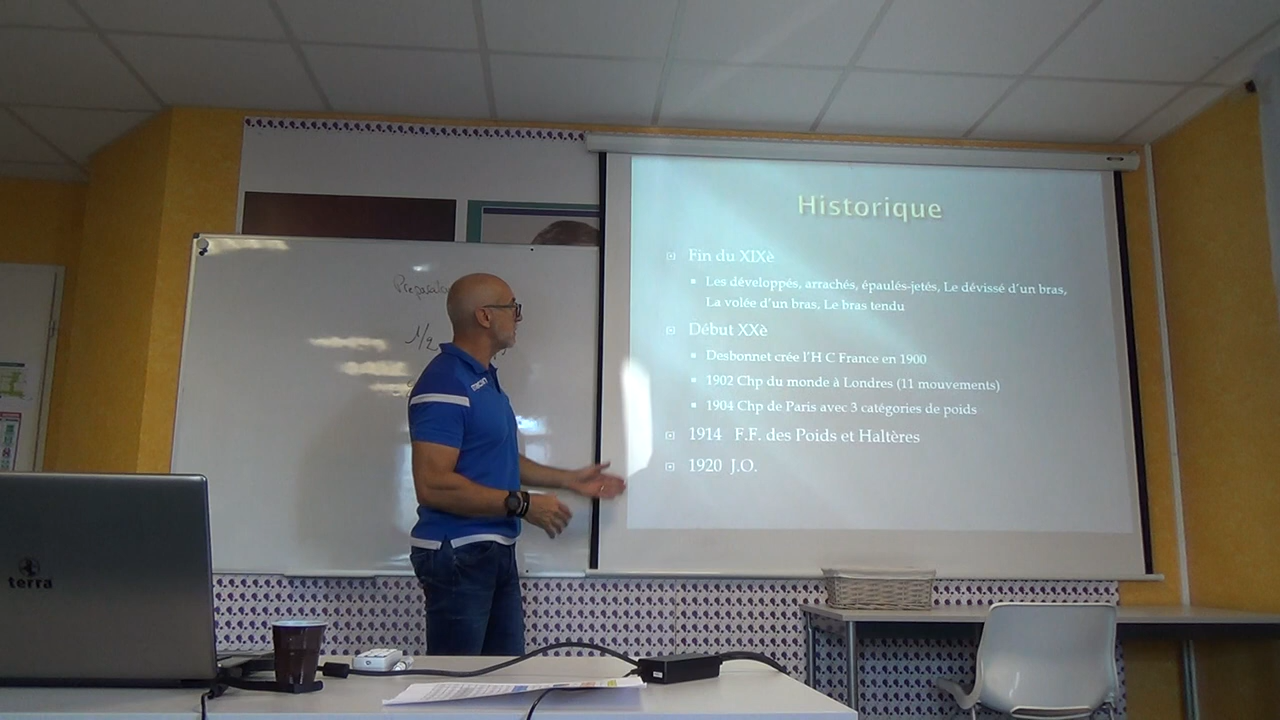 Historique
Fin du XIXè
Les développés, arrachés, épaulés-jetés, Le dévissé d'un bras,
La volée d'un bras, Le bras tendu
Début XXè
Desbonnet crée l'H C France en 1900
1902 Chp du monde à Londres (11 mouvements)
1904 Chp de Paris avec 3 catégories de poids
1914 F.F. des Poids et Haltères
1920 J.O.
1/2
terra